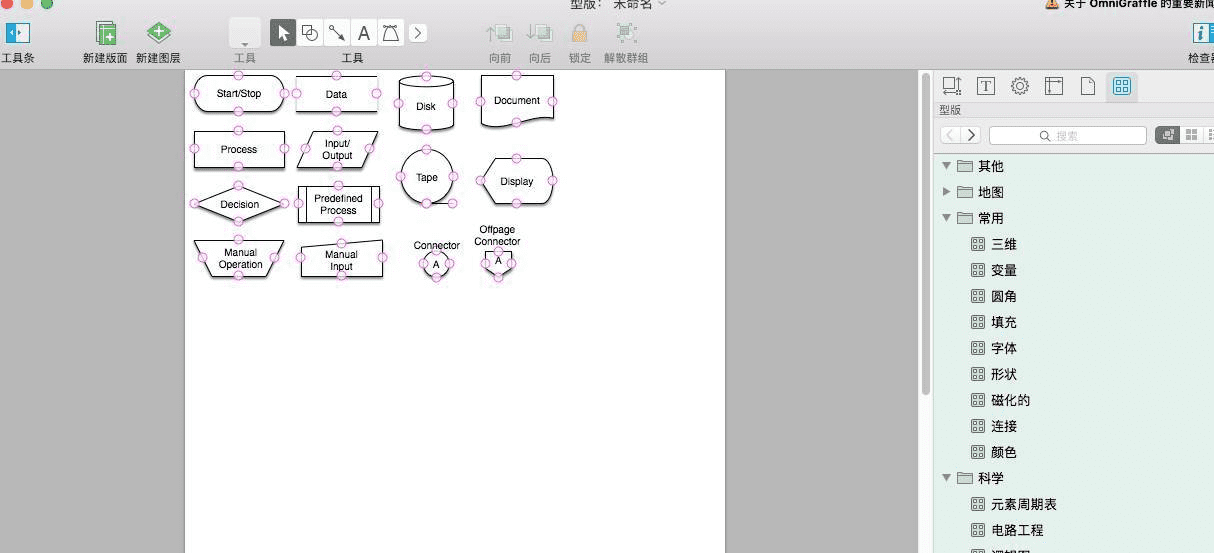 型版： 未命名
关于 OmniGraffle 的重要新闻
工具条
新建版面
新建图层
工具
A
工具
向前
向后
锁定
解散群组
Start/Stop
Data
Disk
Document
Process
Input/
Output
Tape
Display
Decision
Predefined
Process
Manual
Operation
Manual
Input
Connector
A
Offpage
Connector
A
T
型版
搜索
其他
地图
常用
三维
变量
圆角
填充
字体
形状
磁化的
连接
颜色
科学
元素周期表
电路工程